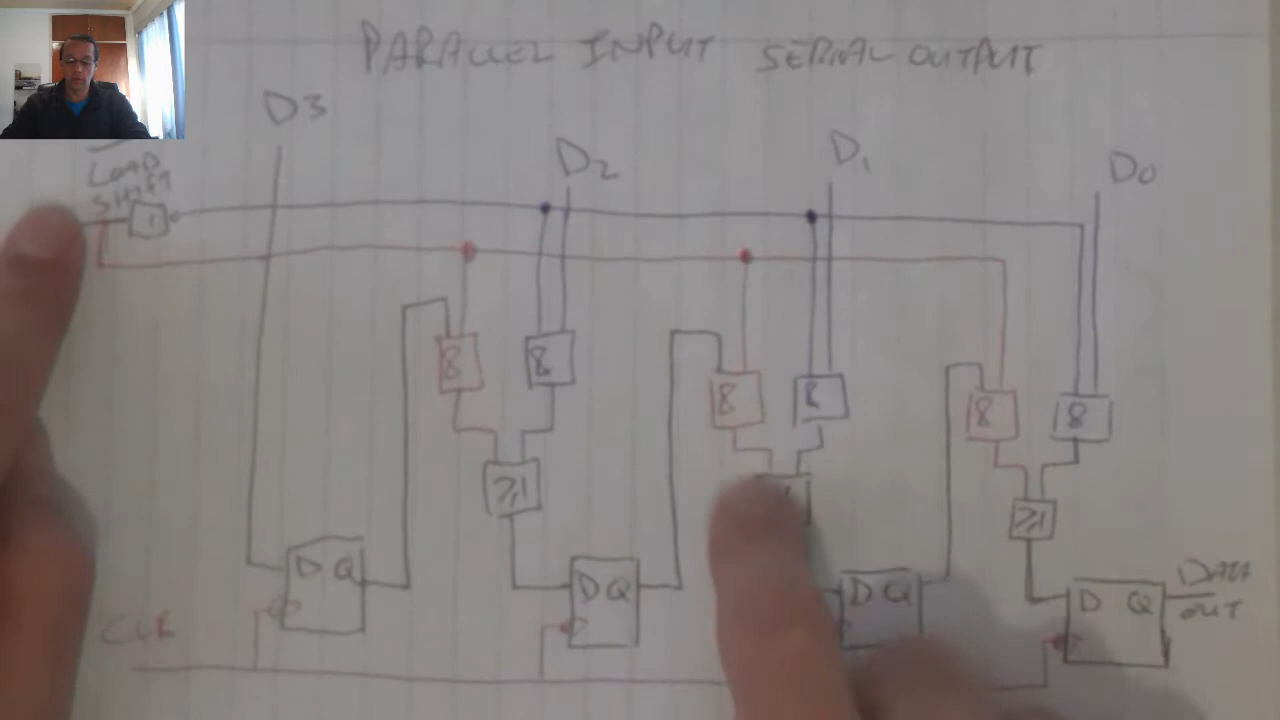 PARALLEL INPUT SERIAL OUTPUT
D3
D2
D1
D0
LOAD
SHIFT
1
8 8
8 8
8 8
≥1
≥1
D Q
D Q
D Q
D Q
DATA
OUT
CLK